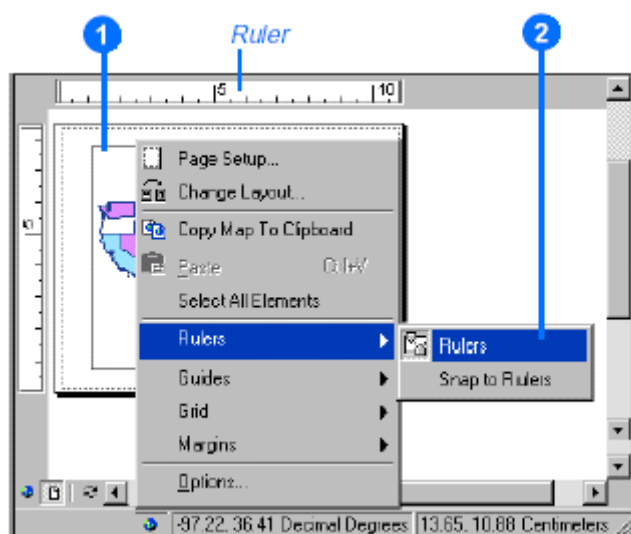 1 Ruler 2
5 10
5
Page Setup...
Change Layout...
Copy Map To Clipboard
Paste Ctrl+V
Select All Elements
Rulers
Rulers
Snap to Rulers
Guides
Grid
Margins
Options...
-97.22, 36.41 Decimal Degrees 13.65, 10.88 Centimeters